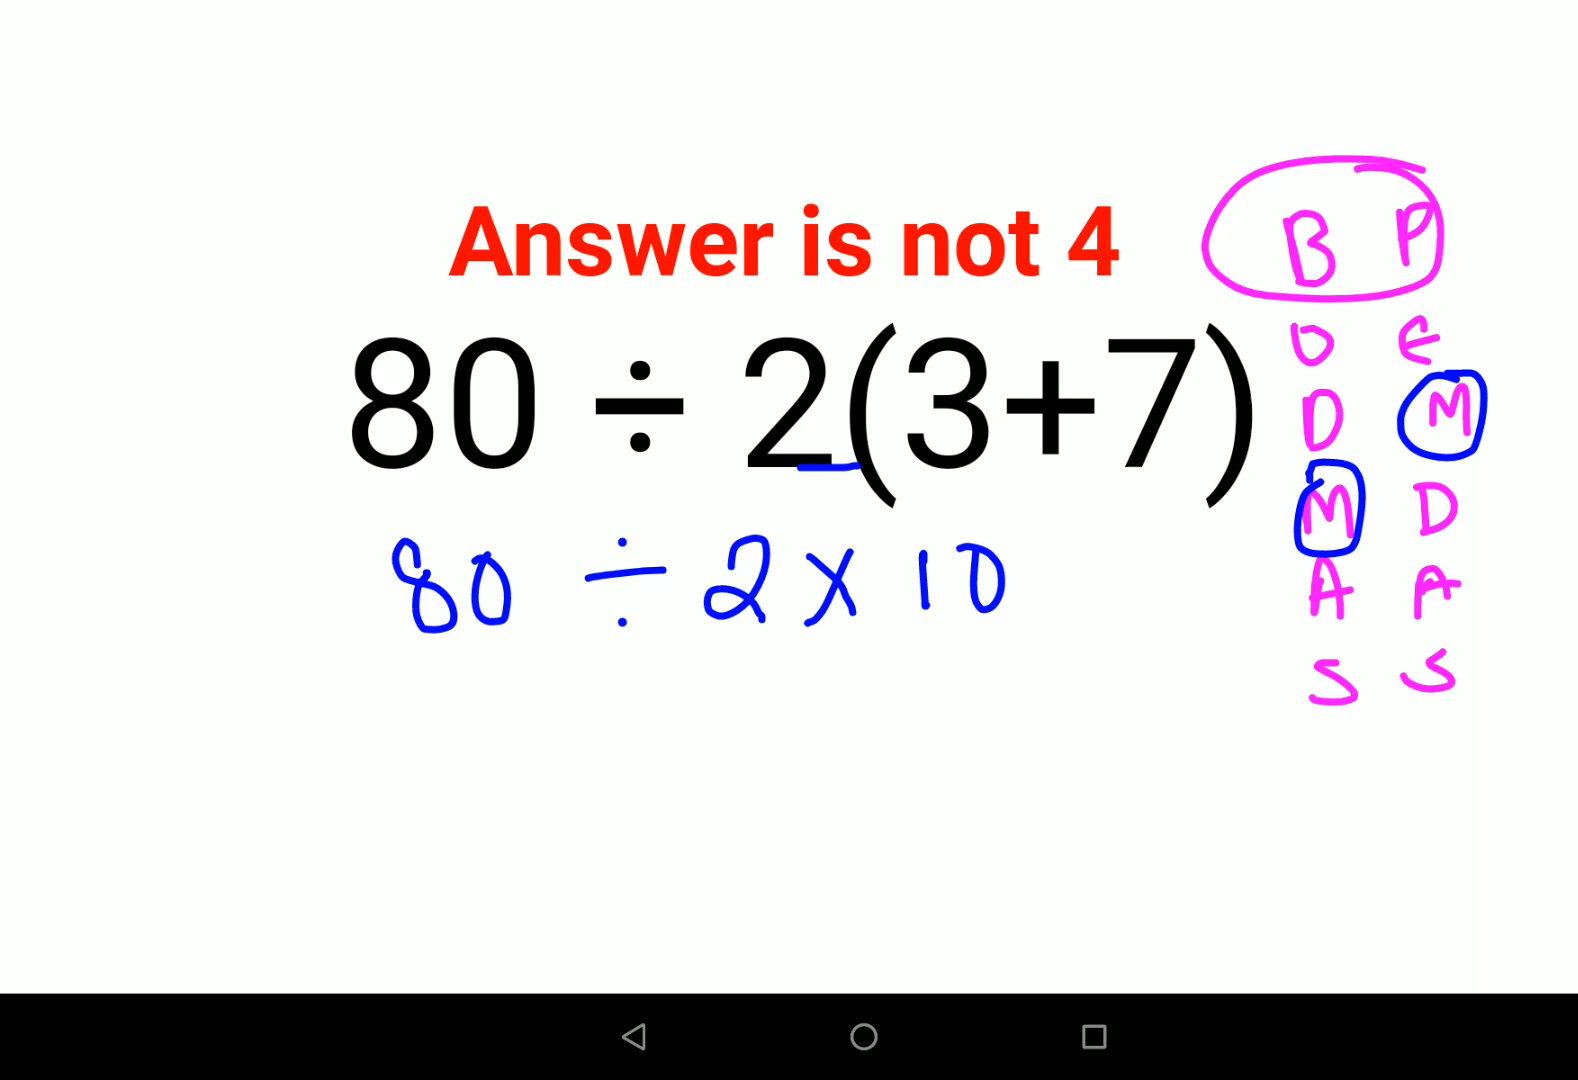 Answer is not 4
80 ÷ 2(3+7)
80 ÷ 2 x 10
B P
O E
D M
M D
A A
S S